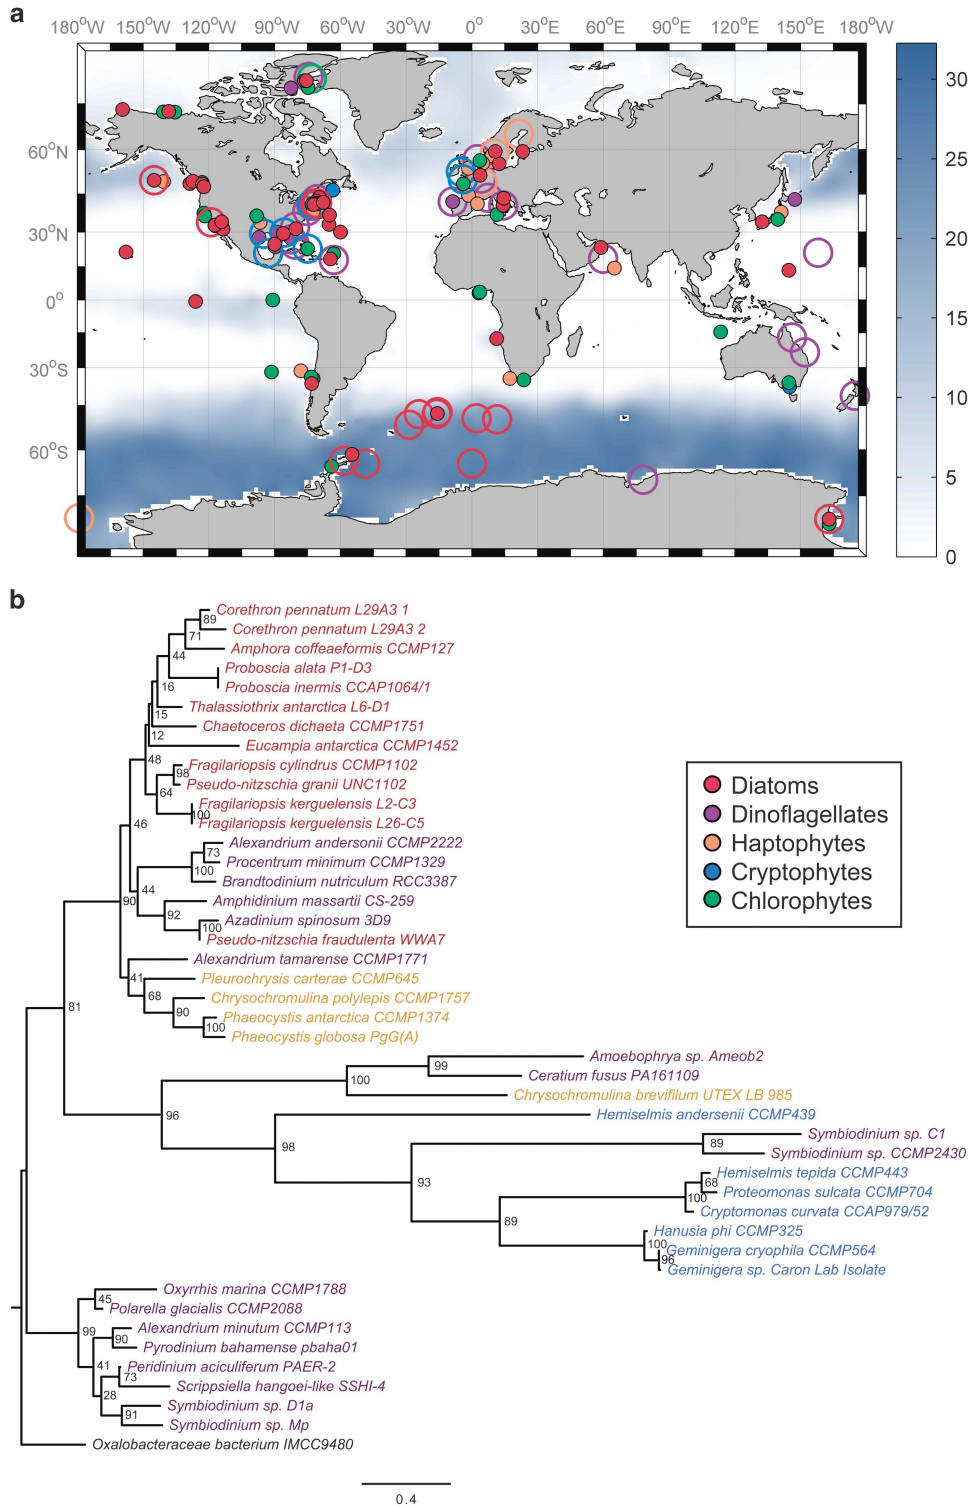 a
180°W 150°W 120°W 90°W 60°W 30°W 0° 30°E 60°E 90°E 120°E 150°E 180°W
60°N
30°N
0°
30°S
60°S
30
25
20
15
10
5
0
b
Corethron pennatum L29A3 1
89
Corethron pennatum L29A3 2
71
Amphora coffeaeformis CCMP127
44
Proboscia alata P1-D3
16
Proboscia inermis CCAP1064/1
Thalassiothrix antarctica L6-D1
15
Chaetoceros dichaeta CCMP1751
12
Eucampia antarctica CCMP1452
48
Fragilariopsis cylindrus CCMP1102
98
Pseudo-nitzschia granii UNC1102
64
Fragilariopsis kerguelensis L2-C3
100
Fragilariopsis kerguelensis L26-C5
46
Alexandrium andersonii CCMP2222
73
Procentrum minimum CCMP1329
100
Brandtodinium nutriculum RCC3387
44
90
Amphidinium massartii CS-259
92
Azadinium spinosum 3D9
100
Pseudo-nitzschia fraudulenta WWA7
Alexandrium tamarense CCMP1771
41
Pleurochrysis carterae CCMP645
68
Chrysochromulina polylepis CCMP1757
90
Phaeocystis antarctica CCMP1374
100
Phaeocystis globosa PgG(A)
81
Amoebophrya sp. Ameob2
99
Ceratium fusus PA161109
100
Chrysochromulina brevifilum UTEX LB 985
96
Hemiselmis andersenii CCMP439
98
Symbiodinium sp. C1
89
Symbiodinium sp. CCMP2430
93
Hemiselmis tepida CCMP443
68
Proteomonas sulcata CCMP704
100
Cryptomonas curvata CCAP979/52
89
Hanusia phi CCMP325
100
Geminigera cryophila CCMP564
96
Geminigera sp. Caron Lab Isolate
Oxyrrhis marina CCMP1788
45
Polarella glacialis CCMP2088
99
Alexandrium minutum CCMP113
90
Pyrodinium bahamense pbaha01
41
Peridinium aciculiferum PAER-2
73
Scrippsiella hangoei-like SSHI-4
28
Symbiodinium sp. D1a
91
Symbiodinium sp. Mp
Oxalobacteraceae bacterium IMCC9480
0.4
Diatoms
Dinoflagellates
Haptophytes
Cryptophytes
Chlorophytes